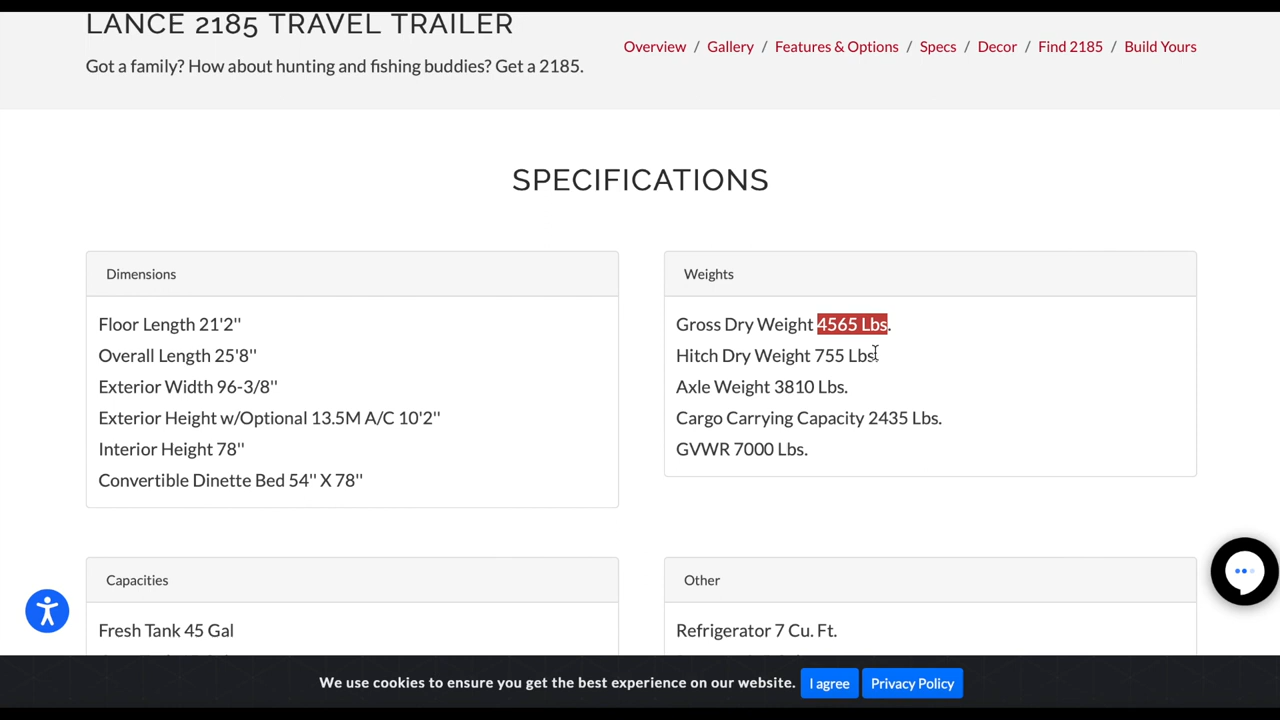 LANCE 2185 TRAVEL TRAILER
Got a family? How about hunting and fishing buddies? Get a 2185.
Overview / Gallery / Features & Options / Specs / Decor / Find 2185 / Build Yours
SPECIFICATIONS
Dimensions
Floor Length 21'2''
Overall Length 25'8''
Exterior Width 96-3/8''
Exterior Height w/Optional 13.5M A/C 10'2''
Interior Height 78''
Convertible Dinette Bed 54'' X 78''
Weights
Gross Dry Weight 4565 Lbs.
Hitch Dry Weight 755 Lbs.
Axle Weight 3810 Lbs.
Cargo Carrying Capacity 2435 Lbs.
GVWR 7000 Lbs.
Capacities
Fresh Tank 45 Gal
Other
Refrigerator 7 Cu. Ft.
We use cookies to ensure you get the best experience on our website. I agree Privacy Policy